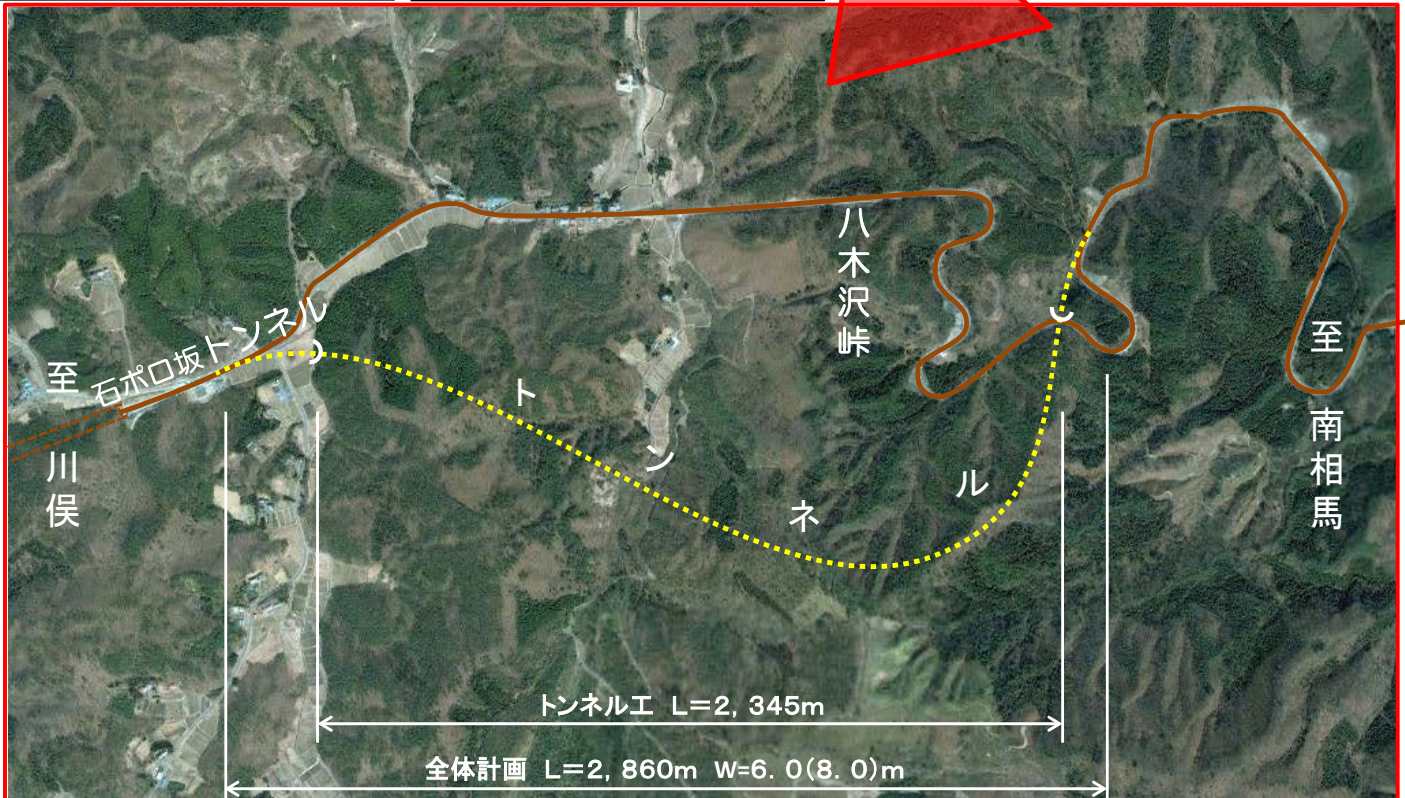 八木沢峠
石ポロ坂トンネル
至
川俣
トンネル
至
南相馬
トンネル工 L=2, 345m
全体計画 L=2, 860m W=6. 0(8. 0)m